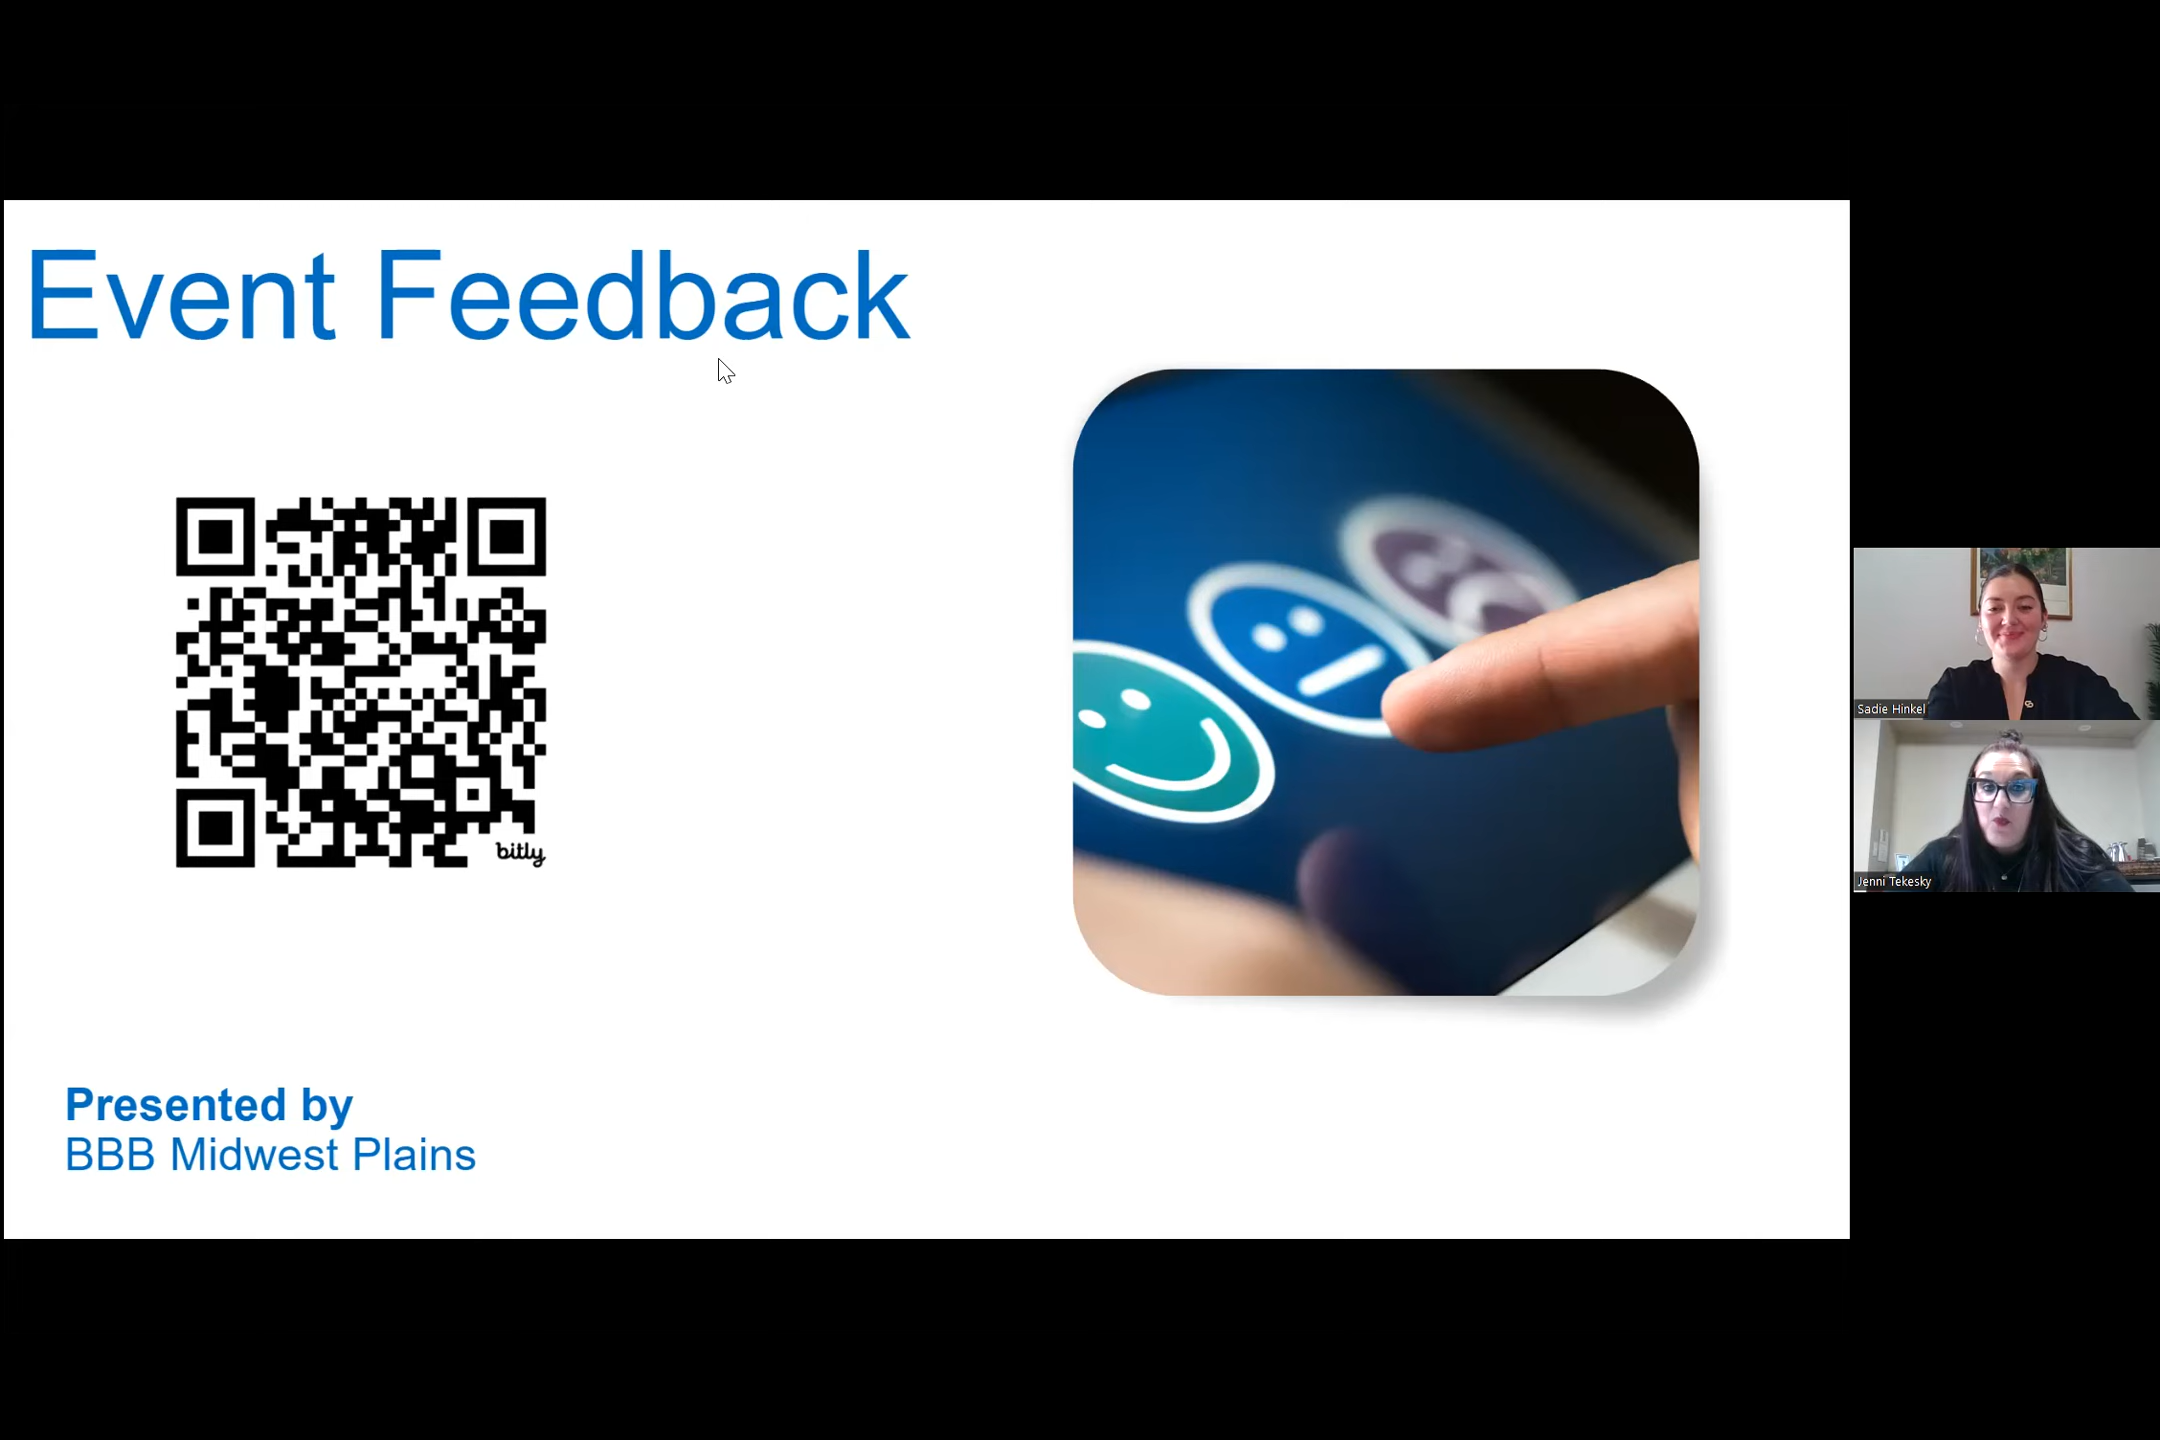 Event Feedback
bitly
Presented by
BBB Midwest Plains
Sadie Hinkel
Jenni Tekesky